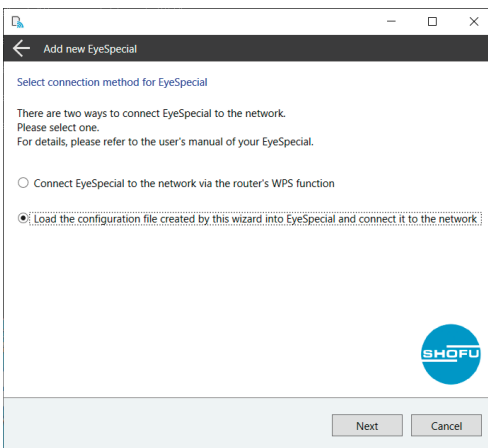 Add new EyeSpecial
Select connection method for EyeSpecial
There are two ways to connect EyeSpecial to the network.
Please select one.
For details, please refer to the user's manual of your EyeSpecial.
Connect EyeSpecial to the network via the router's WPS function
Load the configuration file created by this wizard into EyeSpecial and connect it to the network
SHOFU
Next Cancel